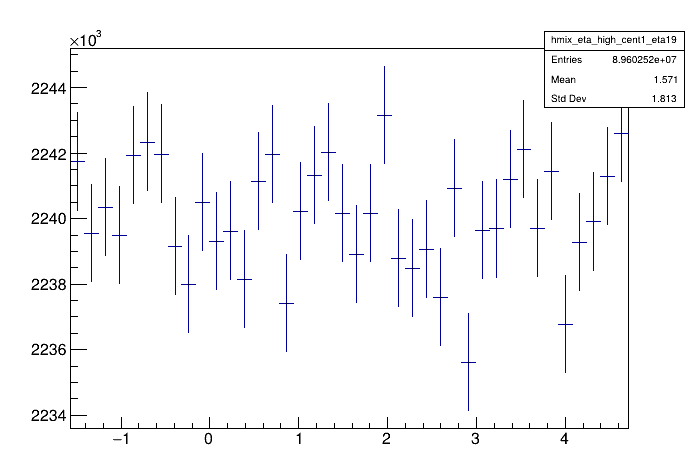 ×10³
hmix_eta_high_cent1_eta19
Entries 8.960252e+07
Mean 1.571
Std Dev 1.813
2244
2242
2240
2238
2236
2234
−1 0 1 2 3 4